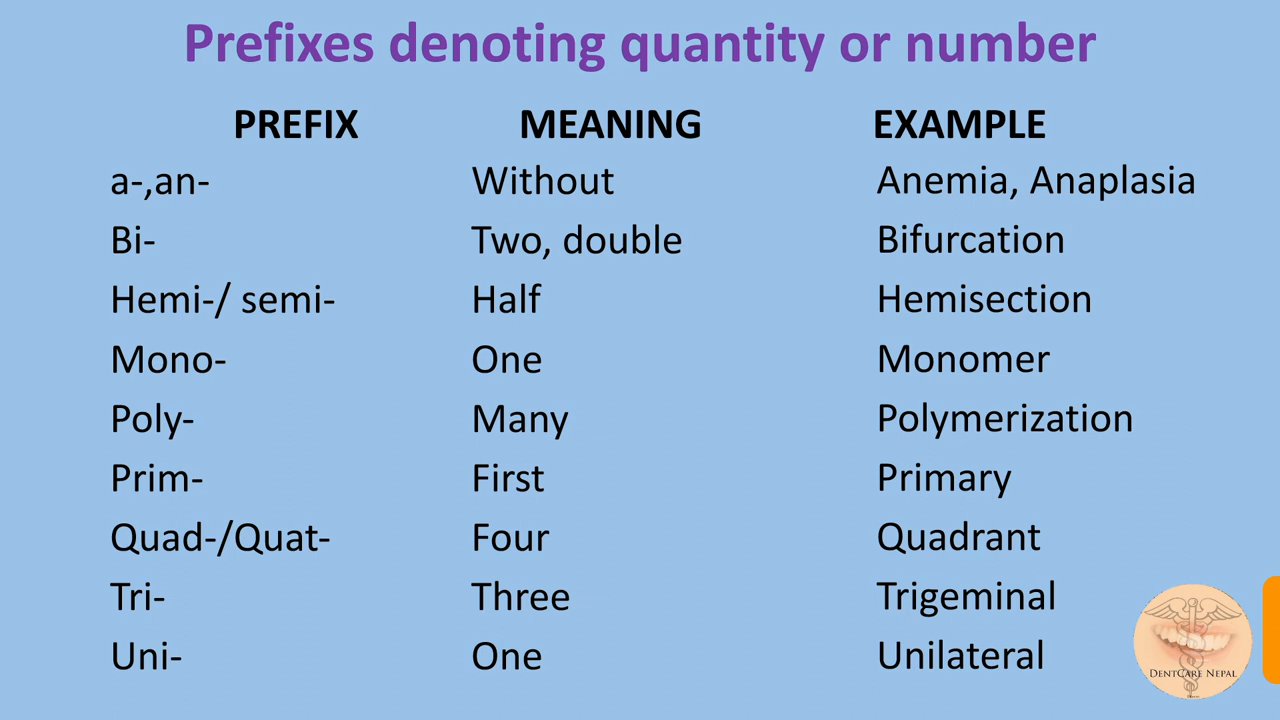 Prefixes denoting quantity or number
PREFIX MEANING EXAMPLE
a-,an- Without Anemia, Anaplasia
Bi- Two, double Bifurcation
Hemi-/ semi- Half Hemisection
Mono- One Monomer
Poly- Many Polymerization
Prim- First Primary
Quad-/Quat- Four Quadrant
Tri- Three Trigeminal
Uni- One Unilateral
DENTCARE NEPAL